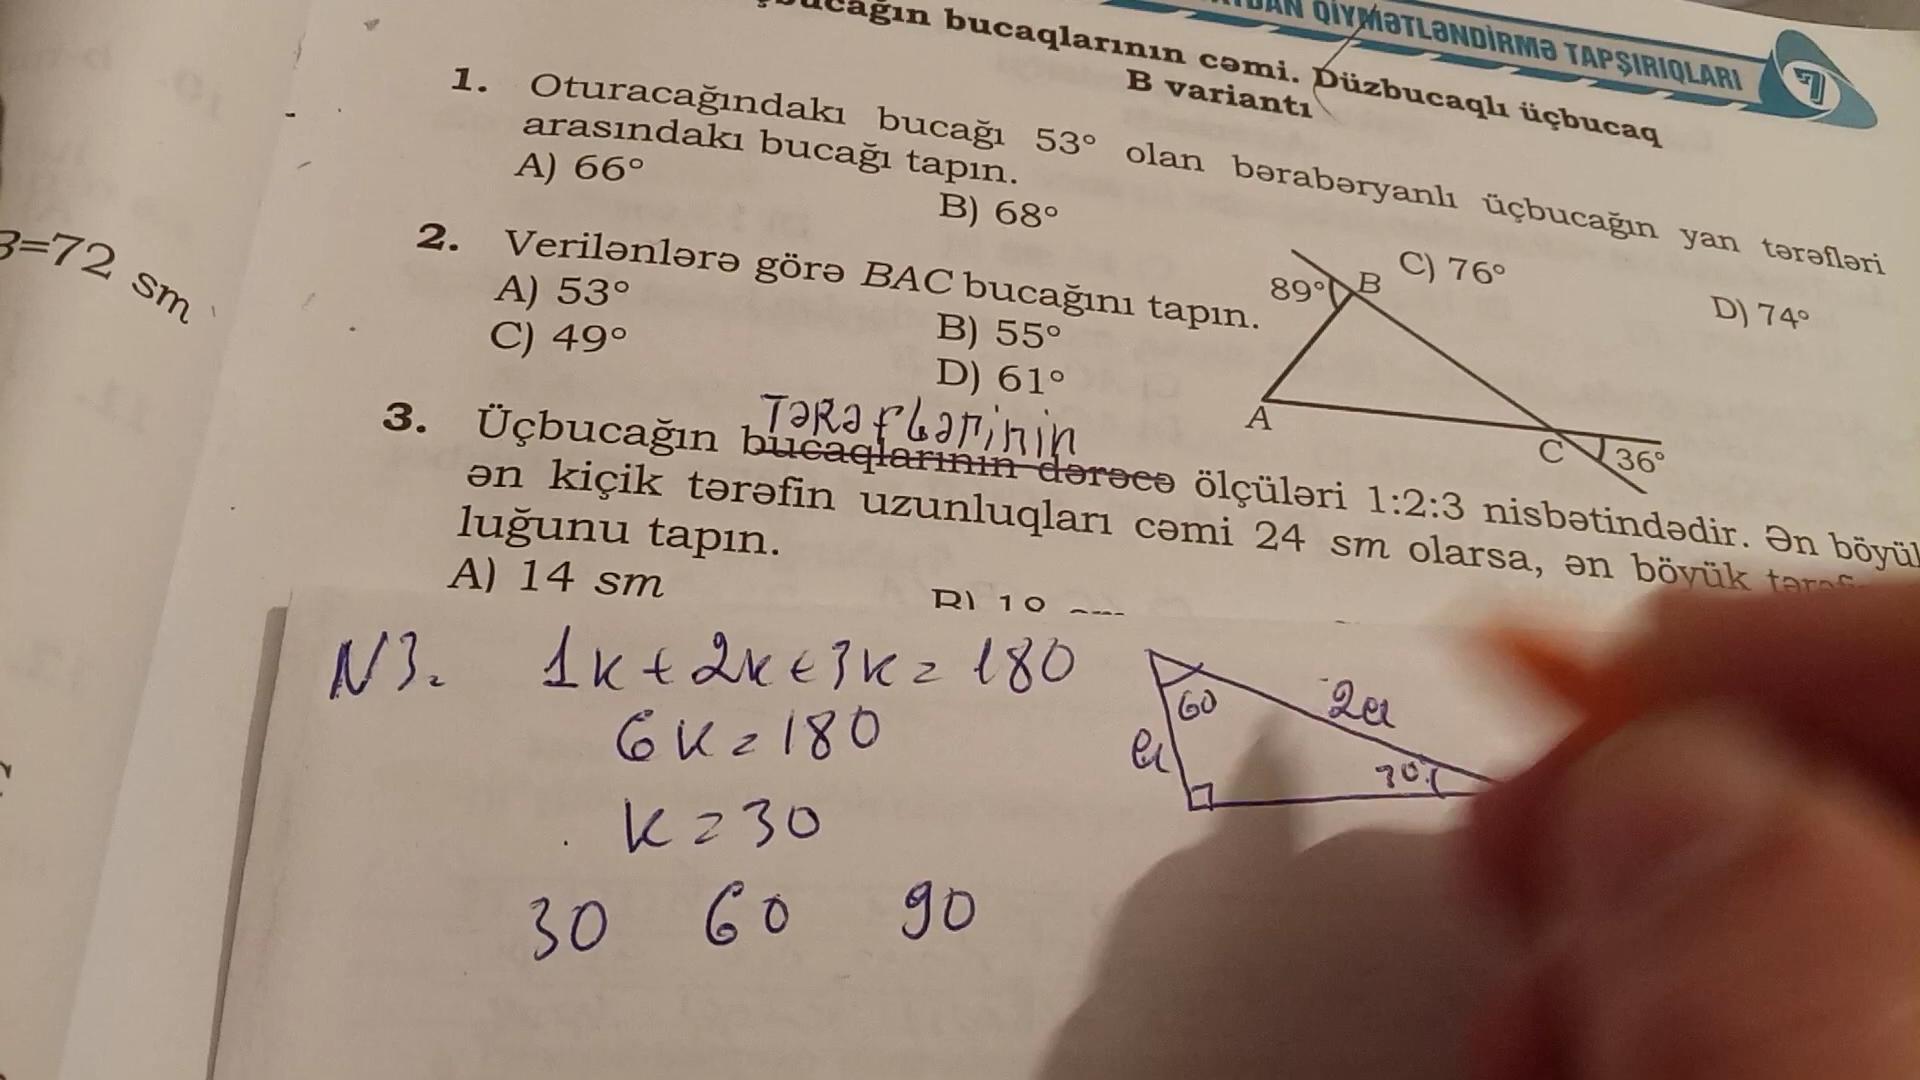 QİYMƏTLƏNDİRMƏ TAPŞIRIQLARI
7
bucaqlarının cəmi. Düzbucaqlı üçbucaq
B variantı
1. Oturacağındakı bucağı 53° olan bərabəryanlı üçbucağın yan tərəfləri
arasındakı bucağı tapın.
A) 66°
B) 68°
C) 76°
D) 74°
2. Verilənlərə görə BAC bucağını tapın.
A) 53°
B) 55°
C) 49°
D) 61°
89°
B
A
C
36°
Tərəflərinin
3. Üçbucağın bucaqlarının dərəcə ölçüləri 1:2:3 nisbətindədir. Ən
ən kiçik tərəfin uzunluqları cəmi 24 sm olarsa, ən böyük
luğunu tapın.
A) 14 sm
=72 sm
N3. 1k+2k+3k=180
6k=180
k=30
30 60 90
60
2a
a